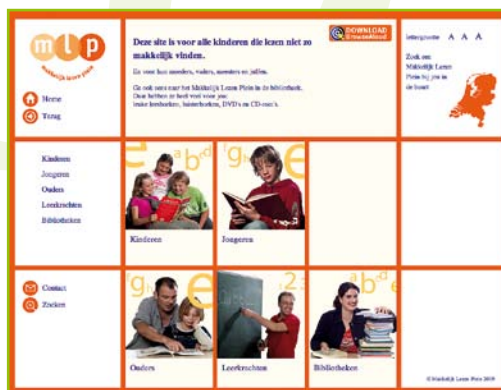 mlp
makkelijk lezen plein
Home
Terug
Deze site is voor alle kinderen die lezen niet zo
makkelijk vinden.
En voor hun moeders, vaders, meesters en juffen.
Ga ook eens naar het Makkelijk Lezen Plein in de bibliotheek.
Daar hebben ze heel veel voor jou:
leuke leesboeken, luisterboeken, DVD's en CD-rom's.
DOWNLOAD
BrowseAloud
lettergrootte A A A
Zoek een
Makkelijk Lezen
Plein bij jou in
de buurt
Kinderen
Jongeren
Ouders
Leerkrachten
Bibliotheken
Kinderen
Jongeren
Contact
Zoeken
Ouders
Leerkrachten
Bibliotheken